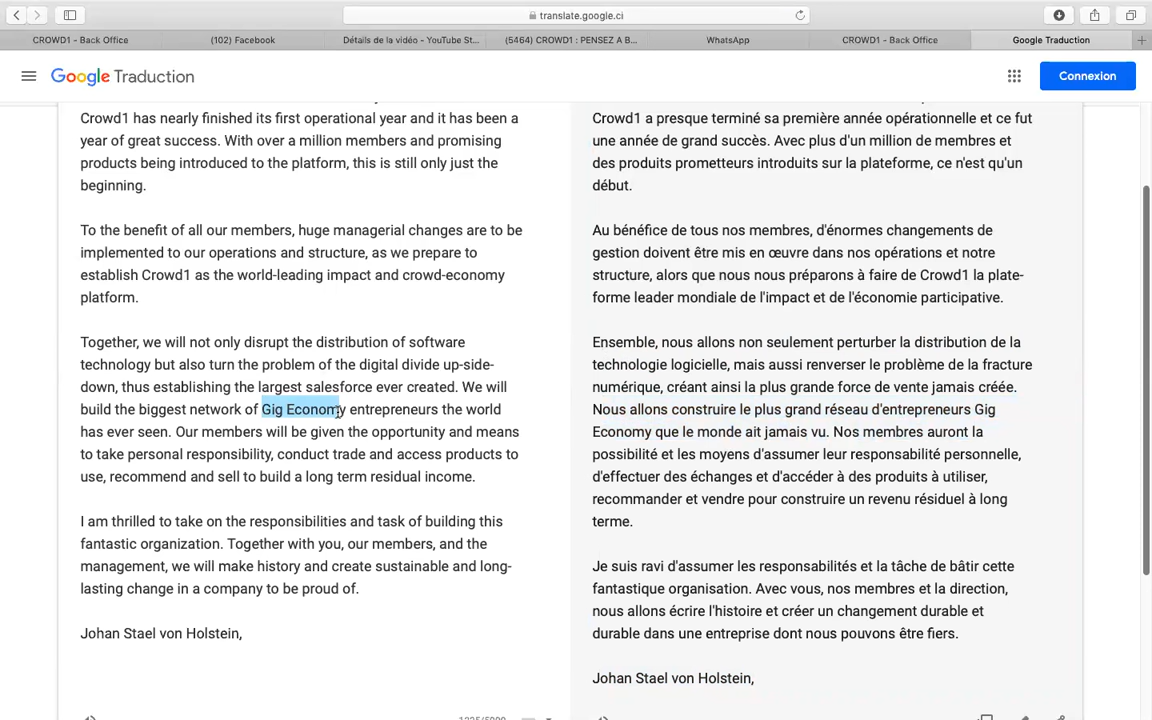 translate.google.ci
CROWD1 - Back Office
(102) Facebook
Détails de la vidéo - YouTube St...
(5464) CROWD1 : PENSEZ A B...
WhatsApp
CROWD1 - Back Office
Google Traduction
Google Traduction
Connexion
Crowd1 has nearly finished its first operational year and it has been a
year of great success. With over a million members and promising
products being introduced to the platform, this is still only just the
beginning.
To the benefit of all our members, huge managerial changes are to be
implemented to our operations and structure, as we prepare to
establish Crowd1 as the world-leading impact and crowd-economy
platform.
Together, we will not only disrupt the distribution of software
technology but also turn the problem of the digital divide up-side-
down, thus establishing the largest salesforce ever created. We will
build the biggest network of Gig Economy entrepreneurs the world
has ever seen. Our members will be given the opportunity and means
to take personal responsibility, conduct trade and access products to
use, recommend and sell to build a long term residual income.
I am thrilled to take on the responsibilities and task of building this
fantastic organization. Together with you, our members, and the
management, we will make history and create sustainable and long-
lasting change in a company to be proud of.
Johan Stael von Holstein,
Crowd1 a presque terminé sa première année opérationnelle et ce fut
une année de grand succès. Avec plus d'un million de membres et
des produits prometteurs introduits sur la plateforme, ce n'est qu'un
début.
Au bénéfice de tous nos membres, d'énormes changements de
gestion doivent être mis en œuvre dans nos opérations et notre
structure, alors que nous nous préparons à faire de Crowd1 la plate-
forme leader mondiale de l'impact et de l'économie participative.
Ensemble, nous allons non seulement perturber la distribution de la
technologie logicielle, mais aussi renverser le problème de la fracture
numérique, créant ainsi la plus grande force de vente jamais créée.
Nous allons construire le plus grand réseau d'entrepreneurs Gig
Economy que le monde ait jamais vu. Nos membres auront la
possibilité et les moyens d'assumer leur responsabilité personnelle,
d'effectuer des échanges et d'accéder à des produits à utiliser,
recommander et vendre pour construire un revenu résiduel à long
terme.
Je suis ravi d'assumer les responsabilités et la tâche de bâtir cette
fantastique organisation. Avec vous, nos membres et la direction,
nous allons écrire l'histoire et créer un changement durable et
durable dans une entreprise dont nous pouvons être fiers.
Johan Stael von Holstein,